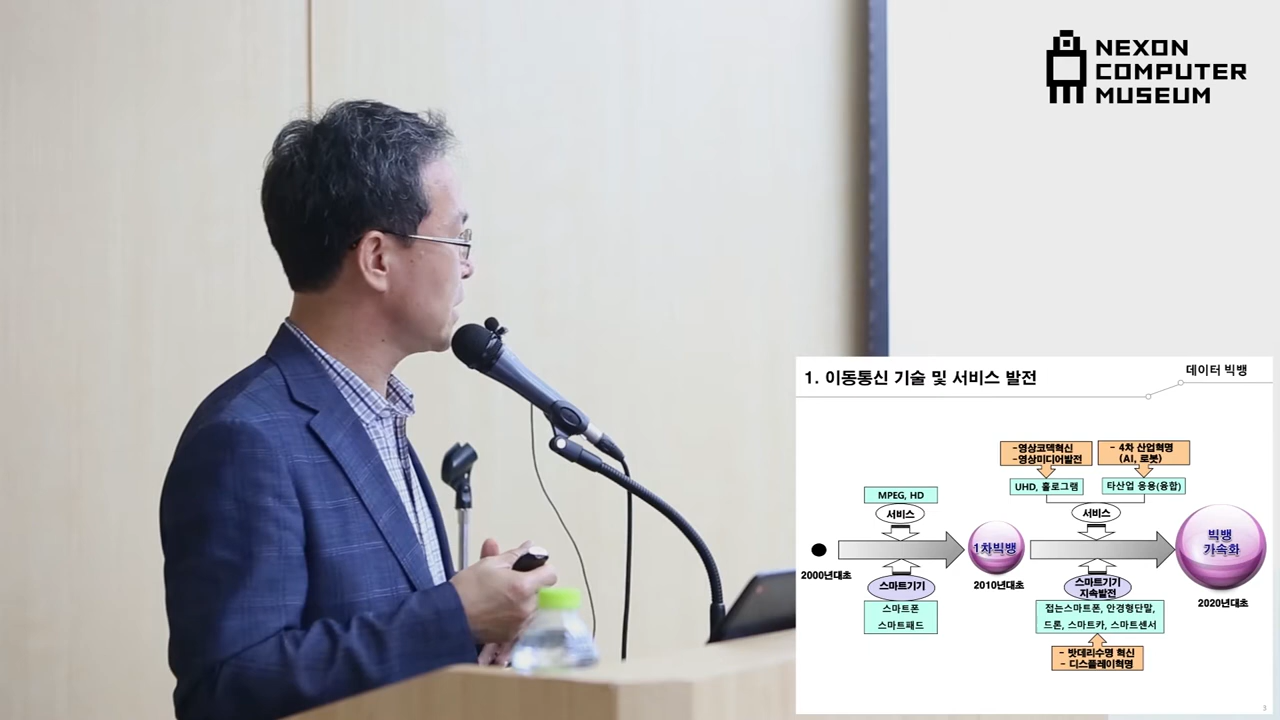 NEXON
COMPUTER
MUSEUM
1. 이동통신 기술 및 서비스 발전
데이터 빅뱅
-영상코덱혁신
-영상미디어발전
- 4차 산업혁명
(AI, 로봇)
UHD, 홀로그램
타산업 응용(융합)
MPEG, HD
서비스
서비스
1차빅뱅
빅뱅
가속화
2000년대초
2010년대초
2020년대초
스마트기기
스마트기기
지속발전
스마트폰
스마트패드
접는스마트폰, 안경형단말,
드론, 스마트카, 스마트센서
- 밧데리수명 혁신
- 디스플레이혁명
3